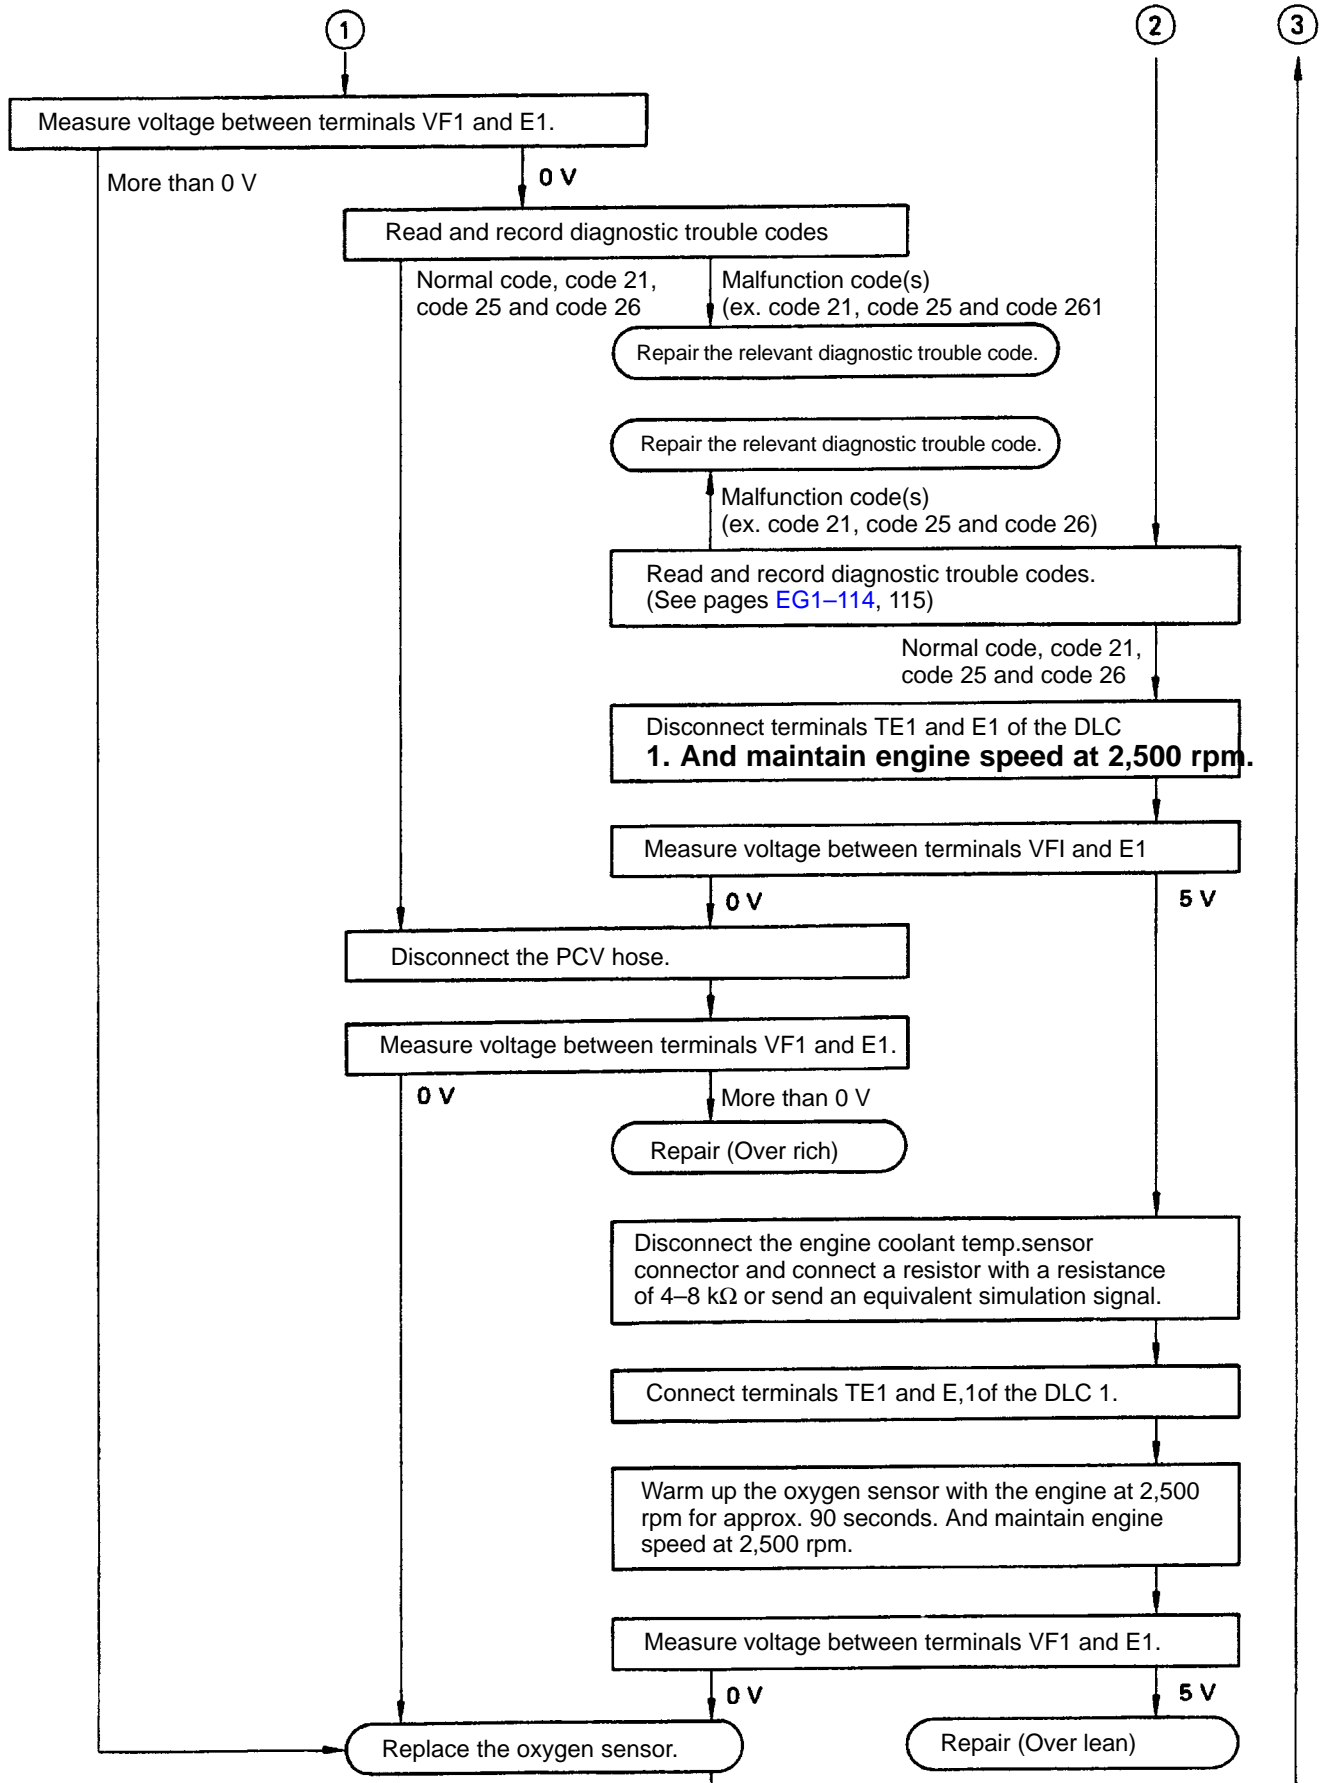 1
2
3
Measure voltage between terminals VF1 and E1.
More than 0 V
0 V
Read and record diagnostic trouble codes
Normal code, code 21,
code 25 and code 26
Malfunction code(s)
(ex. code 21, code 25 and code 261
Repair the relevant diagnostic trouble code.
Repair the relevant diagnostic trouble code.
Malfunction code(s)
(ex. code 21, code 25 and code 26)
Read and record diagnostic trouble codes.
(See pages EG1–114, 115)
Normal code, code 21,
code 25 and code 26
Disconnect terminals TE1 and E1 of the DLC
1. And maintain engine speed at 2,500 rpm.
Measure voltage between terminals VFI and E1
0 V
5 V
Disconnect the PCV hose.
Measure voltage between terminals VF1 and E1.
0 V
More than 0 V
Repair (Over rich)
Disconnect the engine coolant temp.sensor
connector and connect a resistor with a resistance
of 4–8 kΩ or send an equivalent simulation signal.
Connect terminals TE1 and E,1of the DLC 1.
Warm up the oxygen sensor with the engine at 2,500
rpm for approx. 90 seconds. And maintain engine
speed at 2,500 rpm.
Measure voltage between terminals VF1 and E1.
0 V
5 V
Replace the oxygen sensor.
Repair (Over lean)